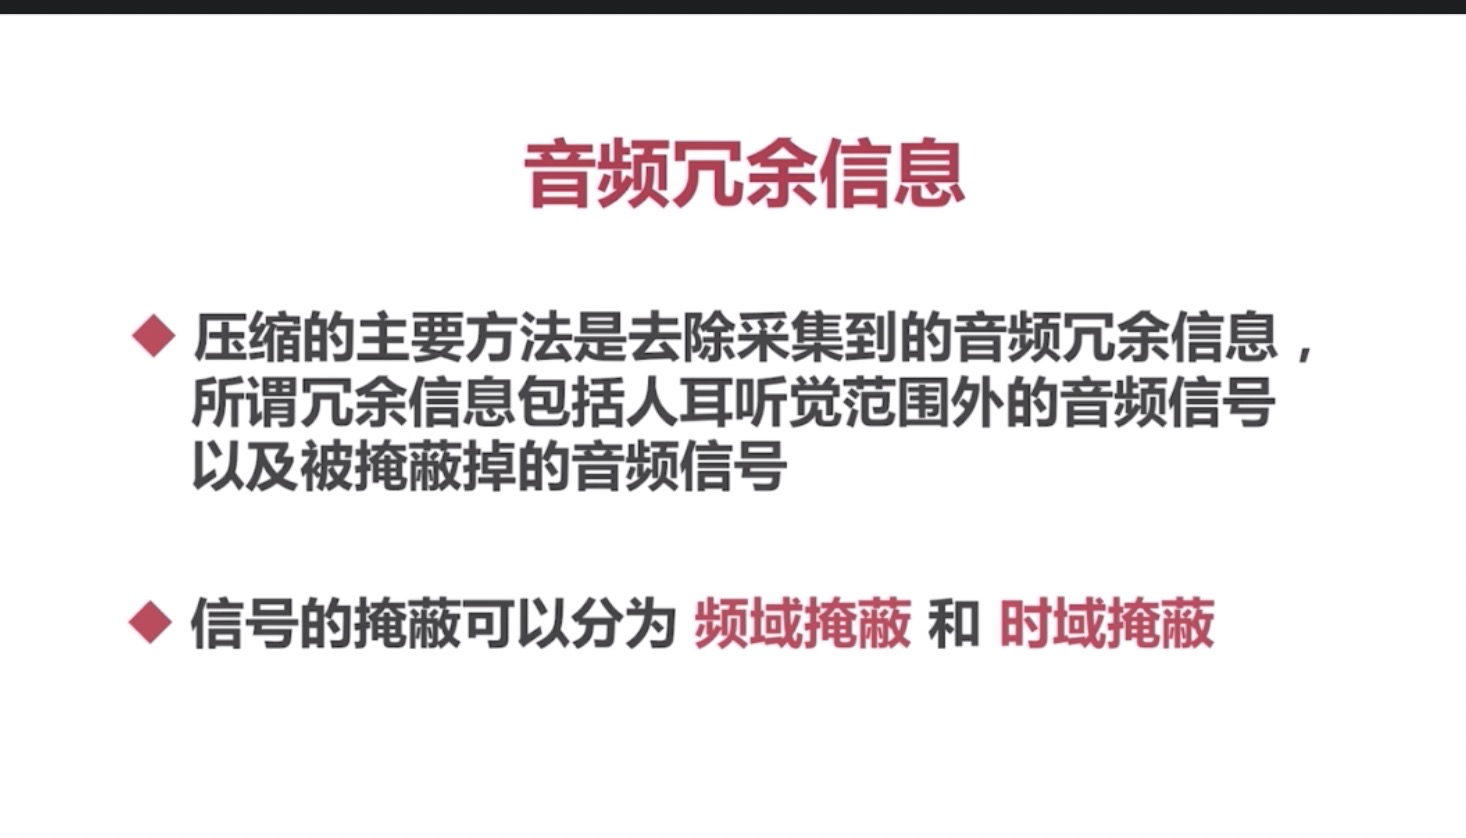 音频冗余信息
压缩的主要方法是去除采集到的音频冗余信息，
所谓冗余信息包括人耳听觉范围外的音频信号
以及被掩蔽掉的音频信号
信号的掩蔽可以分为 频域掩蔽 和 时域掩蔽